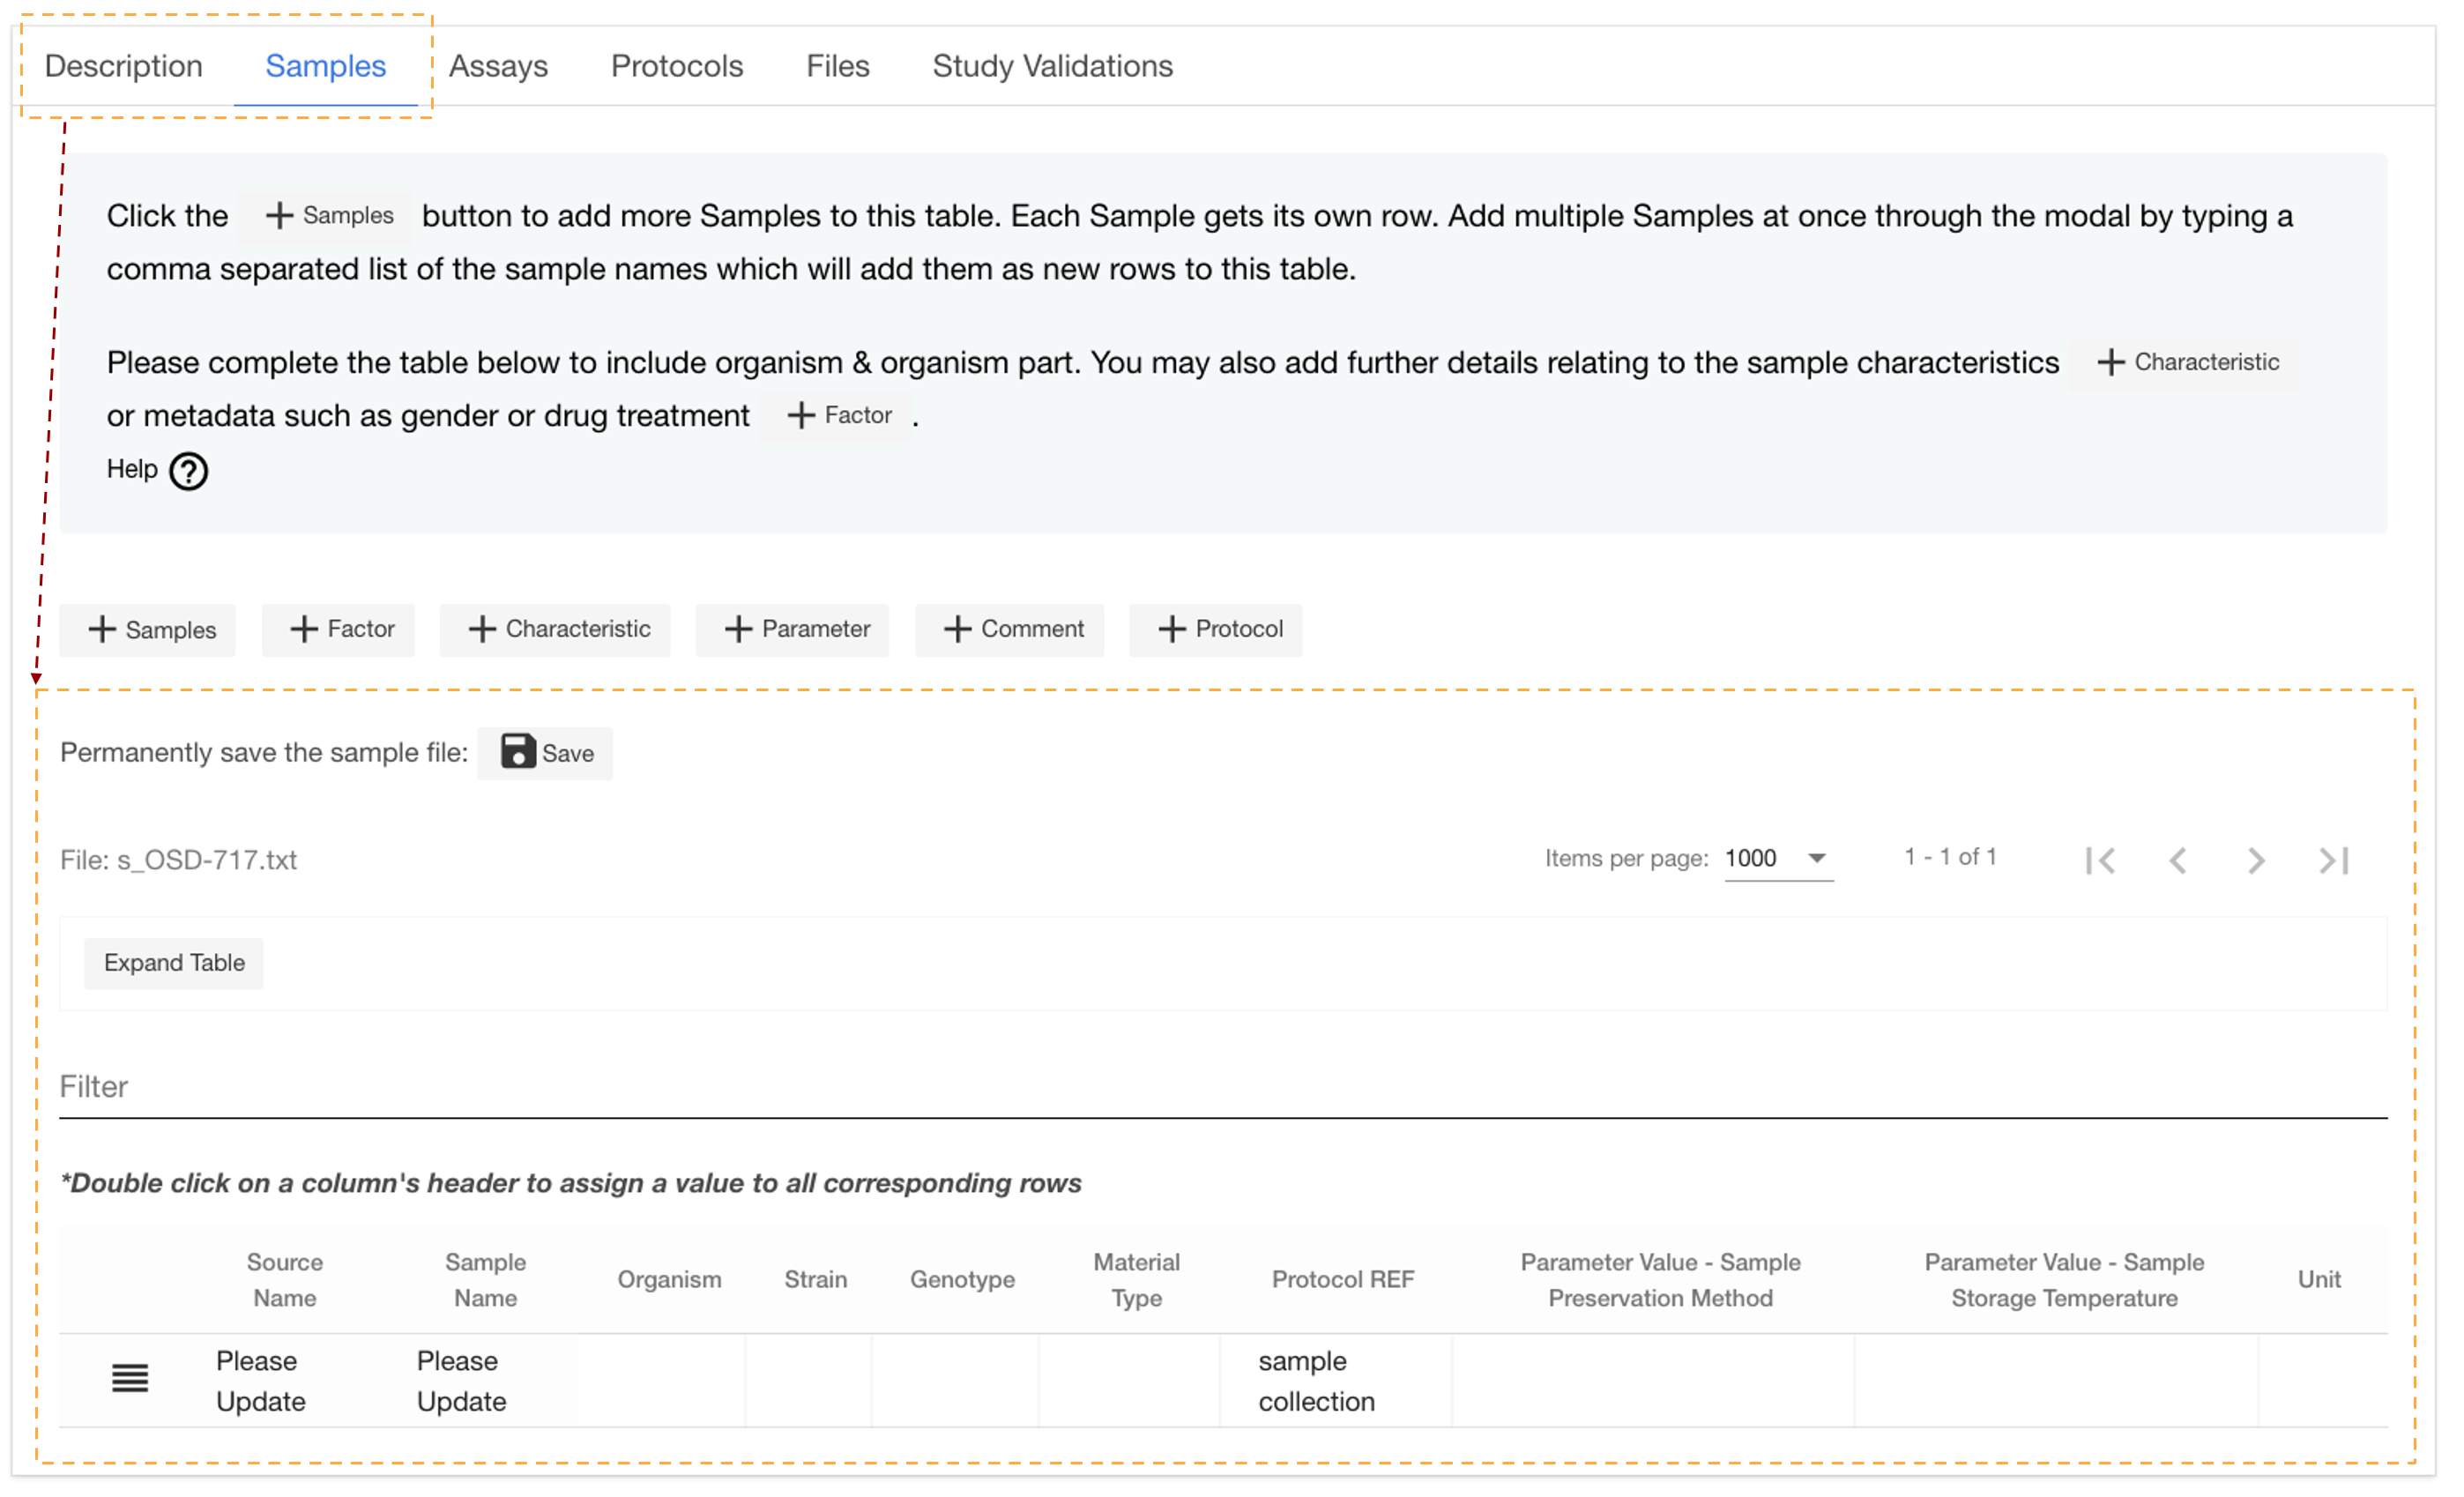 Description Samples Assays Protocols Files Study Validations
Click the + Samples button to add more Samples to this table. Each Sample gets its own row. Add multiple Samples at once through the modal by typing a
comma separated list of the sample names which will add them as new rows to this table.
Please complete the table below to include organism & organism part. You may also add further details relating to the sample characteristics + Characteristic
or metadata such as gender or drug treatment + Factor .
Help ?
+ Samples + Factor + Characteristic + Parameter + Comment + Protocol
Permanently save the sample file: Save
File: s_OSD-717.txt Items per page: 1000 1 - 1 of 1
Expand Table
Filter
*Double click on a column's header to assign a value to all corresponding rows
Source Name Sample Name Organism Strain Genotype Material Type Protocol REF Parameter Value - Sample Preservation Method Parameter Value - Sample Storage Temperature Unit
Please Update Please Update sample collection